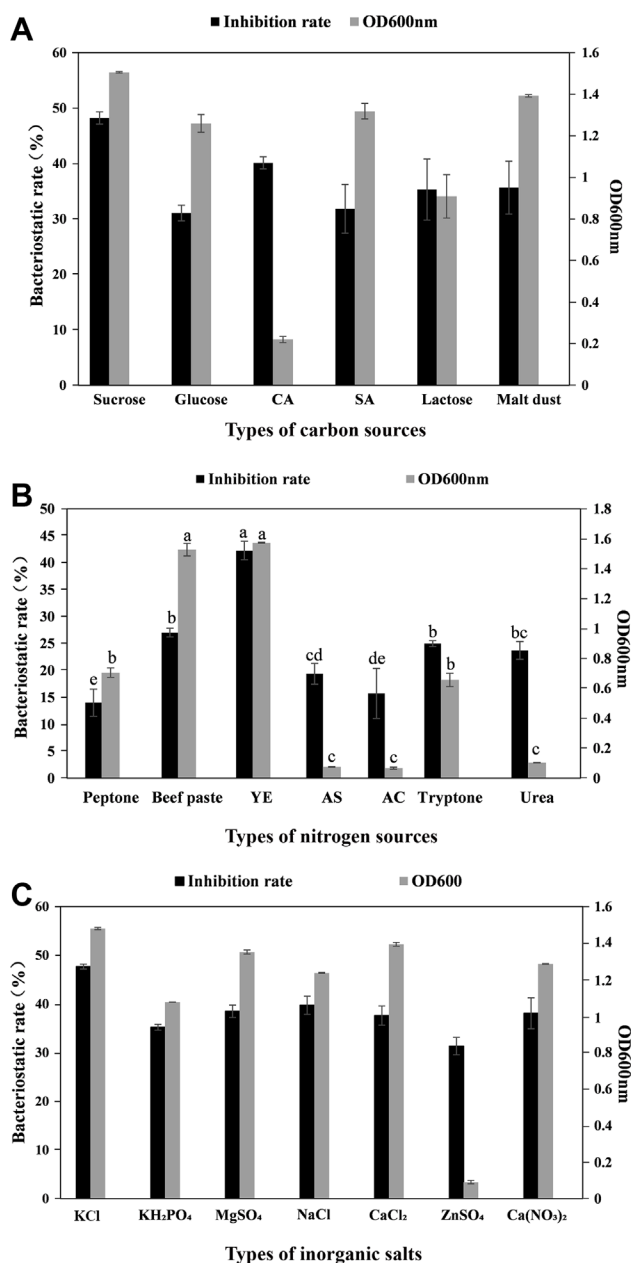 A
Inhibition rate OD600nm
60
50
40
30
20
10
0
Bacteriostatic rate（%）
1.6
1.4
1.2
1
0.8
0.6
0.4
0.2
0
OD600nm
Sucrose Glucose CA SA Lactose Malt dust
Types of carbon sources
B
Inhibition rate OD600nm
50
45
40
35
30
25
20
15
10
5
0
Bacteriostatic rate（%）
1.8
1.6
1.4
1.2
1
0.8
0.6
0.4
0.2
0
OD600nm
e b b a a a cd c de c b b bc c
Peptone Beef paste YE AS AC Tryptone Urea
Types of nitrogen sources
C
Inhibition rate OD600
60
50
40
30
20
10
0
Bacteriostatic rate（%）
1.6
1.4
1.2
1
0.8
0.6
0.4
0.2
0
OD600nm
KCl KH₂PO₄ MgSO₄ NaCl CaCl₂ ZnSO₄ Ca(NO₃)₂
Types of inorganic salts